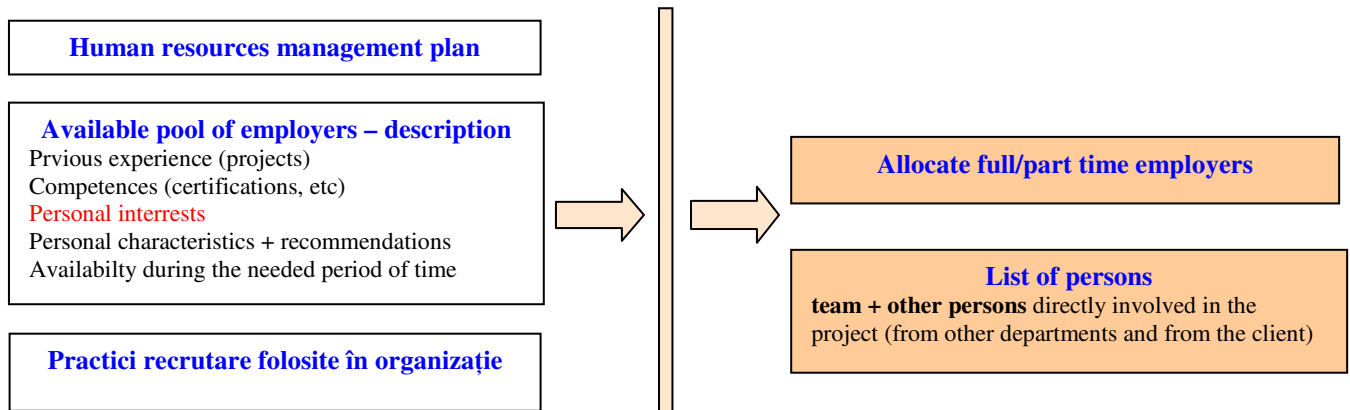 Human resources management plan
Available pool of employers – description
Prvious experience (projects)
Competences (certifications, etc)
Personal interrests
Personal characteristics + recommendations
Availabilty during the needed period of time
Practici recrutare folosite în organizație
Allocate full/part time employers
List of persons
team + other persons directly involved in the
project (from other departments and from the client)